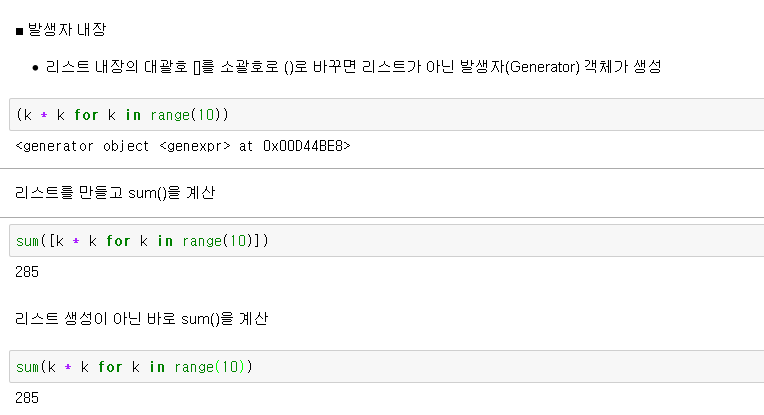 ■ 발생자 내장
● 리스트 내장의 대괄호 []를 소괄호로 ()로 바꾸면 리스트가 아닌 발생자(Generator) 객체가 생성
(k * k for k in range(10))
<generator object <genexpr> at 0x00D44BE8>
리스트를 만들고 sum()을 계산
sum([k * k for k in range(10)])
285
리스트 생성이 아닌 바로 sum()을 계산
sum(k * k for k in range(10))
285